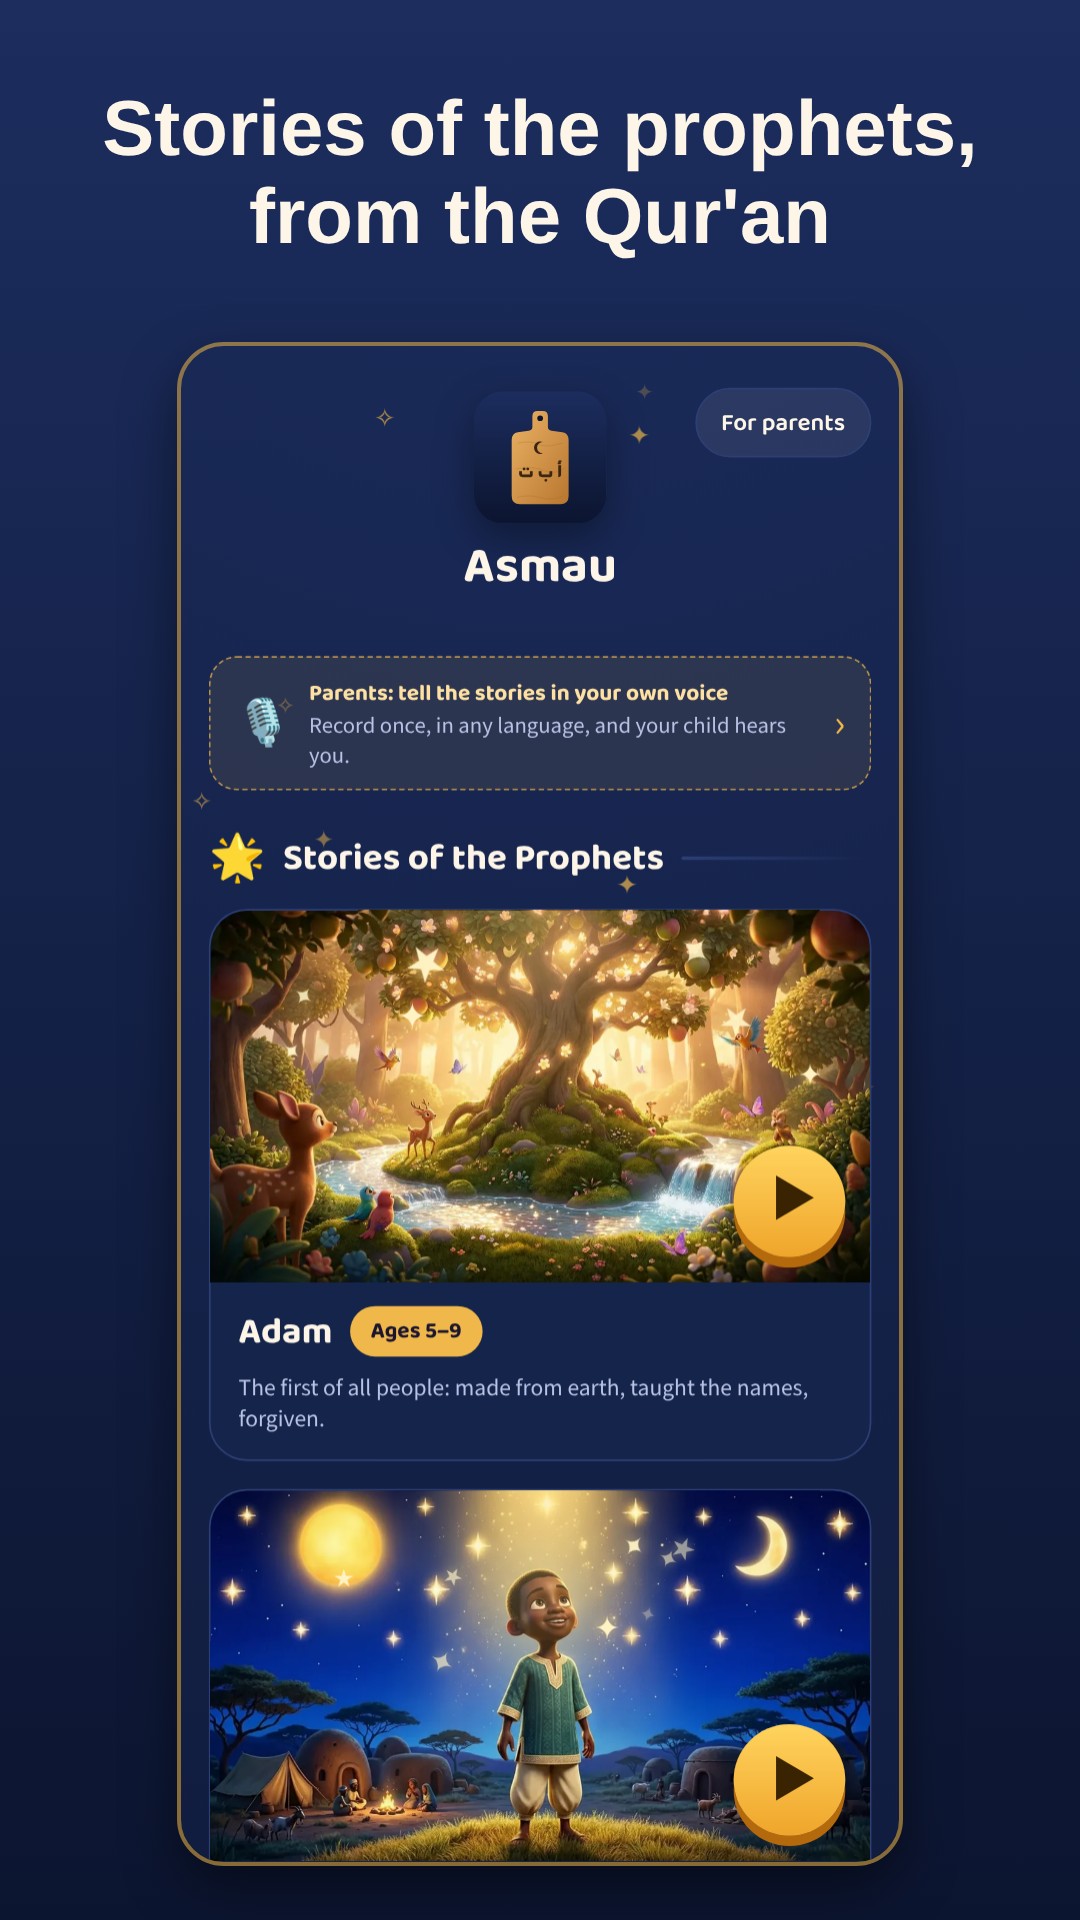 Stories of the prophets,
from the Qur'an
For parents
أ ب ت
Asmau
Parents: tell the stories in your own voice
Record once, in any language, and your child hears
you.
›
Stories of the Prophets
Adam
Ages 5–9
The first of all people: made from earth, taught the names,
forgiven.